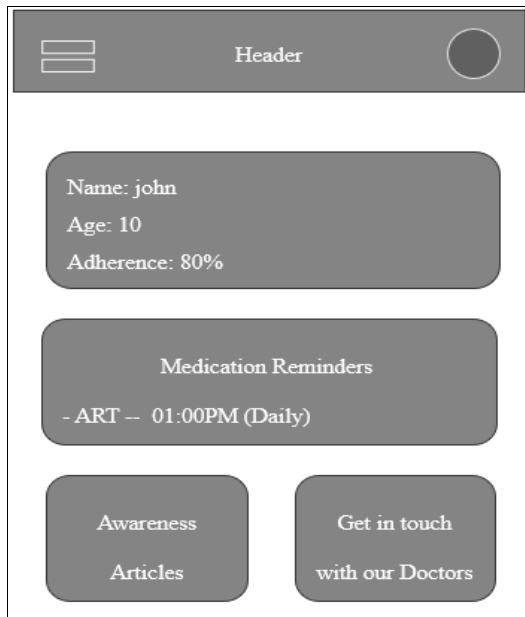 Header
Name: john
Age: 10
Adherence: 80%
Medication Reminders
- ART -- 01:00PM (Daily)
Awareness
Articles
Get in touch
with our Doctors